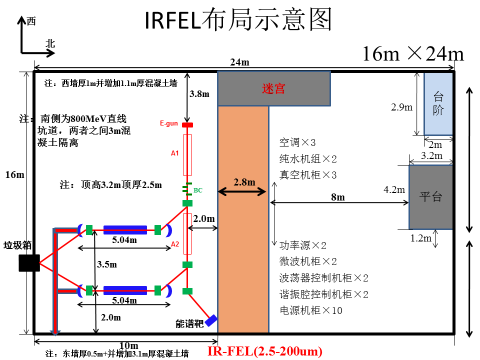 IRFEL布局示意图
西
北
16m ×24m
24m
注：西墙厚1m并增加1.1m厚混凝土墙
迷宫
3.8m
台阶
2.9m
2m
注：南侧为800MeV直线坑道，两者之间3m混凝土隔离
E-gun
A1
空调×3
纯水机组×2
真空机柜×3
3.2m
16m
注：顶高3.2m顶厚2.5m
BC
2.8m
8m
4.2m
平台
2.0m
1.2m
5.04m
A2
垃圾箱
3.5m
功率源×2
微波机柜×2
波荡器控制机柜×2
谐振腔控制机柜×2
电源机柜×10
5.04m
2.0m
能谱靶
10m
注：东墙厚0.5m+并增加3.1m厚混凝土墙
IR-FEL(2.5-200um)